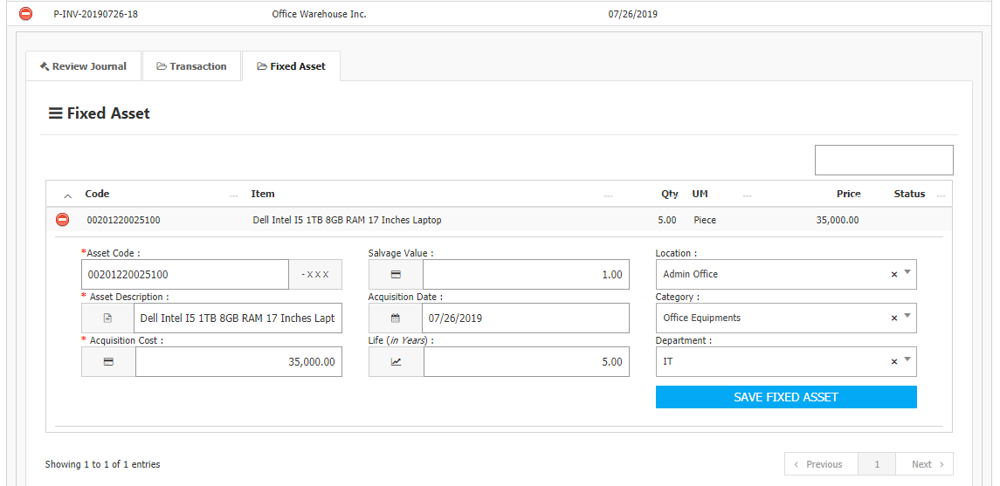 P-INV-20190726-18 Office Warehouse Inc. 07/26/2019
Review Journal Transaction Fixed Asset
Fixed Asset
Code Item Qty UM Price Status
00201220025100 Dell Intel I5 1TB 8GB RAM 17 Inches Laptop 5.00 Piece 35,000.00
*Asset Code : Salvage Value : Location :
00201220025100 -XXX 1.00 Admin Office
* Asset Description : Acquisition Date : Category :
Dell Intel I5 1TB 8GB RAM 17 Inches Lapt 07/26/2019 Office Equipments
* Acquisition Cost : Life (in Years) : Department :
35,000.00 5.00 IT
SAVE FIXED ASSET
Showing 1 to 1 of 1 entries Previous 1 Next